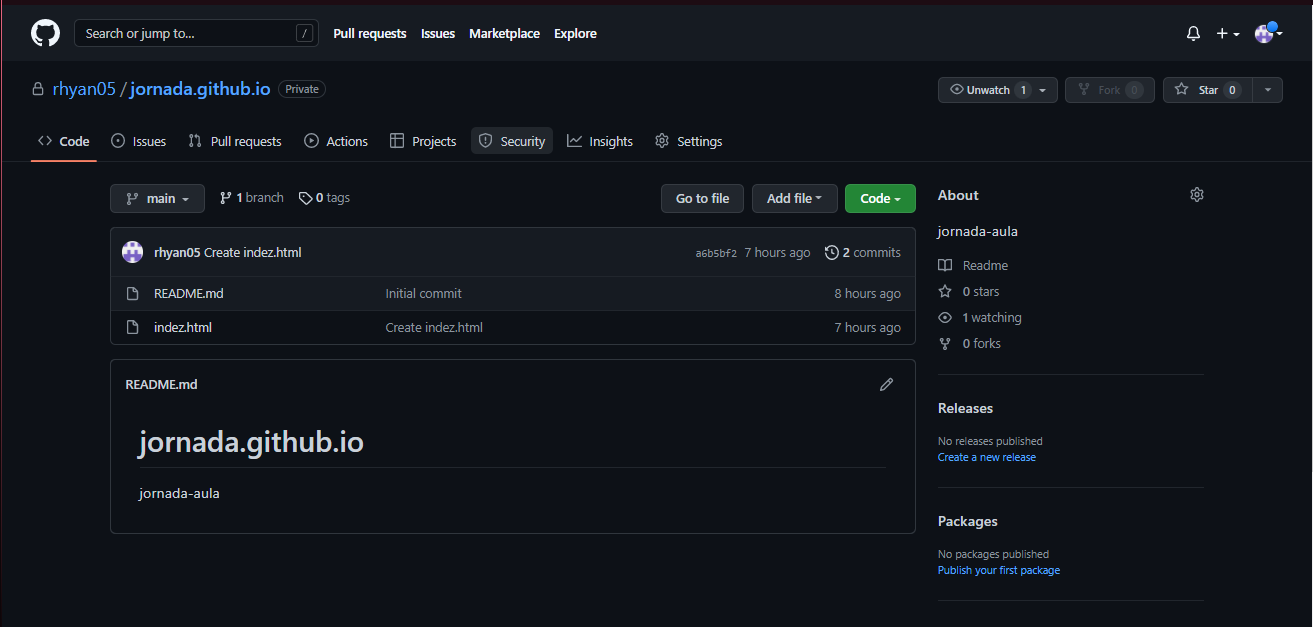 Search or jump to... / Pull requests Issues Marketplace Explore
rhyan05 / jornada.github.io Private Unwatch 1 Fork 0 Star 0
Code Issues Pull requests Actions Projects Security Insights Settings
main 1 branch 0 tags Go to file Add file Code
rhyan05 Create indez.html a6b5bf2 7 hours ago 2 commits
README.md Initial commit 8 hours ago
indez.html Create indez.html 7 hours ago
README.md
jornada.github.io
jornada-aula
About
jornada-aula
Readme
0 stars
1 watching
0 forks
Releases
No releases published
Create a new release
Packages
No packages published
Publish your first package